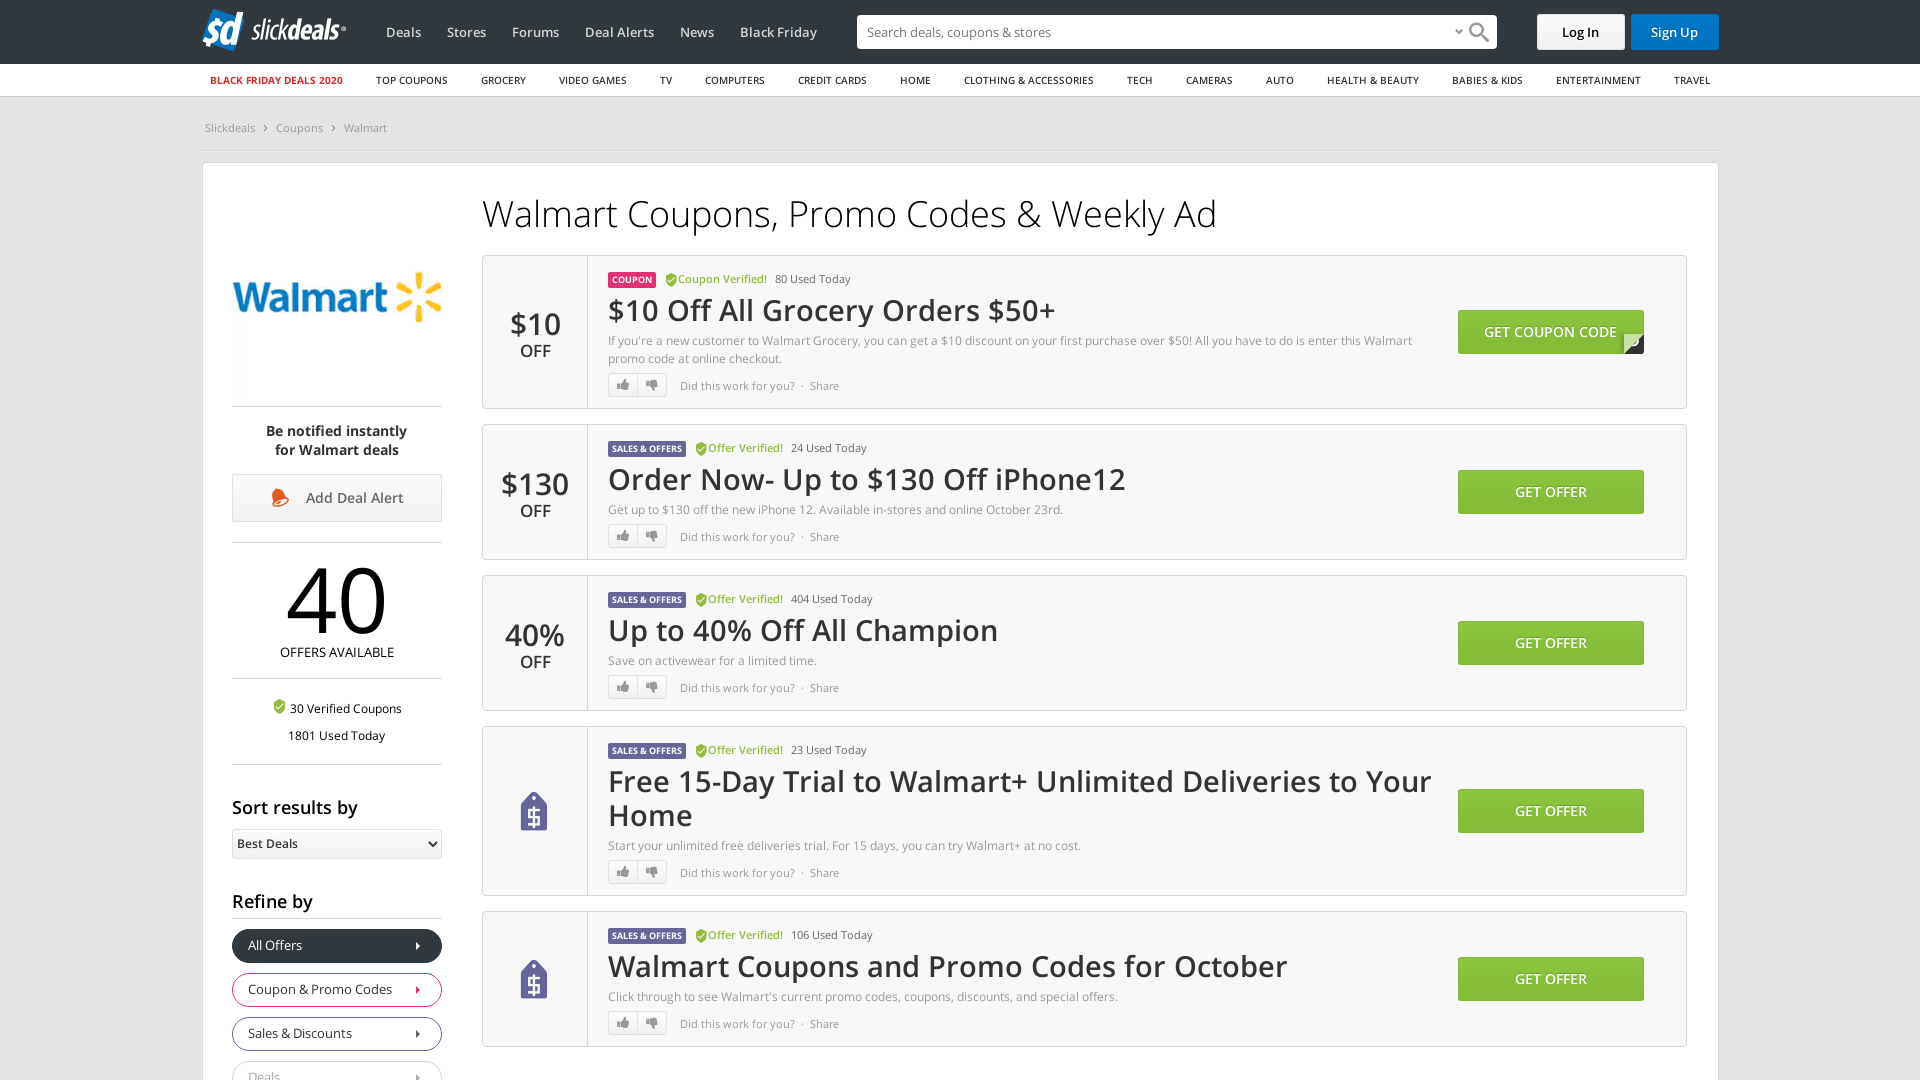 slickdeals
Deals
Stores
Forums
Deal Alerts
News
Black Friday
Search deals, coupons & stores
Log In
Sign Up
BLACK FRIDAY DEALS 2020
TOP COUPONS
GROCERY
VIDEO GAMES
TV
COMPUTERS
CREDIT CARDS
HOME
CLOTHING & ACCESSORIES
TECH
CAMERAS
AUTO
HEALTH & BEAUTY
BABIES & KIDS
ENTERTAINMENT
TRAVEL
Slickdeals
Coupons
Walmart
Walmart
Be notified instantly
for Walmart deals
Add Deal Alert
40
OFFERS AVAILABLE
30 Verified Coupons
1801 Used Today
Sort results by
Best Deals
Refine by
All Offers
Coupon & Promo Codes
Sales & Discounts
Deals
Walmart Coupons, Promo Codes & Weekly Ad
$10
OFF
COUPON Coupon Verified! 80 Used Today
$10 Off All Grocery Orders $50+
If you're a new customer to Walmart Grocery, you can get a $10 discount on your first purchase over $50! All you have to do is enter this Walmart
promo code at online checkout.
Did this work for you? · Share
GET COUPON CODE
$130
OFF
SALES & OFFERS Offer Verified! 24 Used Today
Order Now- Up to $130 Off iPhone12
Get up to $130 off the new iPhone 12. Available in-stores and online October 23rd.
Did this work for you? · Share
GET OFFER
40%
OFF
SALES & OFFERS Offer Verified! 404 Used Today
Up to 40% Off All Champion
Save on activewear for a limited time.
Did this work for you? · Share
GET OFFER
SALES & OFFERS Offer Verified! 23 Used Today
Free 15-Day Trial to Walmart+ Unlimited Deliveries to Your
Home
Start your unlimited free deliveries trial. For 15 days, you can try Walmart+ at no cost.
Did this work for you? · Share
GET OFFER
SALES & OFFERS Offer Verified! 106 Used Today
Walmart Coupons and Promo Codes for October
Click through to see Walmart's current promo codes, coupons, discounts, and special offers.
Did this work for you? · Share
GET OFFER